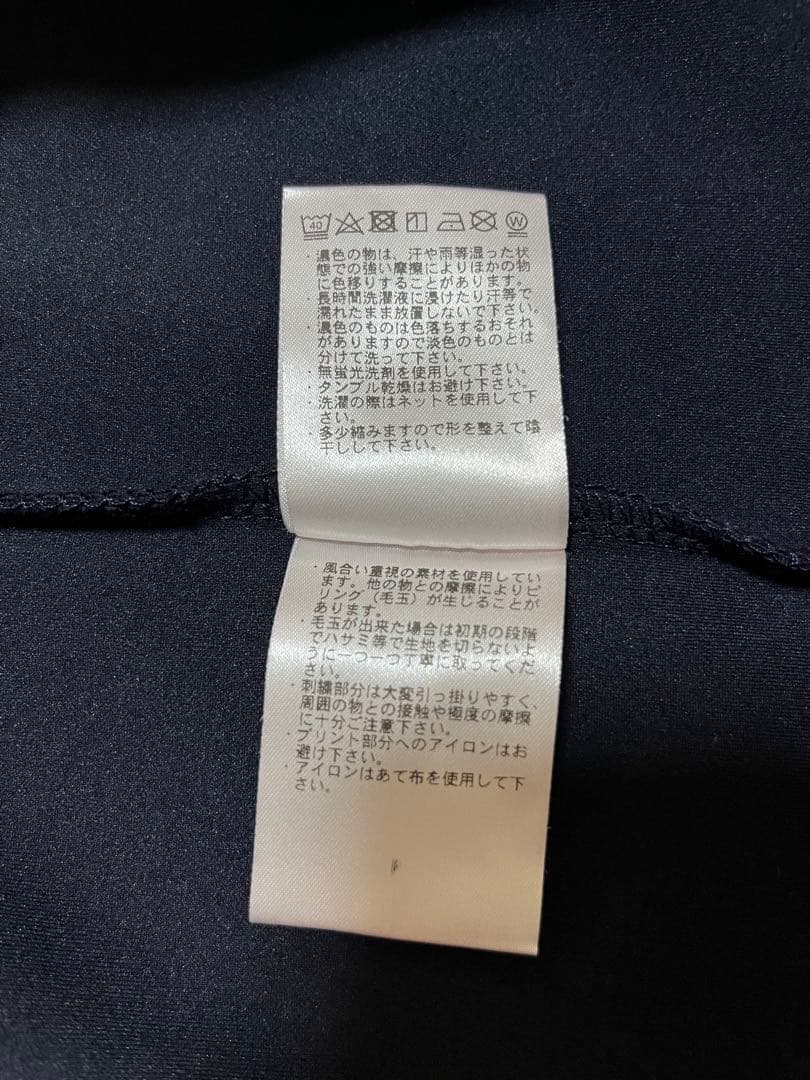 40 W
・濃色の物は、汗や雨等湿った状
態での強い摩擦によりほかの物
に色移りすることがあります。
・長時間洗濯液に浸けたり汗等で
濡れたまま放置しないで下さい。
・濃色のものは色落ちするおそれ
がありますので淡色のものとは
分けて洗って下さい。
・無蛍光洗剤を使用して下さい。
・タンブル乾燥はお避け下さい。
・洗濯の際はネットを使用して下
さい。
・多少縮みますので形を整えて陰
干しして下さい。
・風合い重視の素材を使用してい
ます。他の物との摩擦によりピ
リング（毛玉）が生じることが
あります。
・毛玉が出来た場合は初期の段階
でハサミ等で生地を切らないよ
うに一つ一つ丁寧に取ってくだ
さい。
・刺繍部分は大変引っ掛りやすく、
周囲の物との接触や極度の摩擦
に十分ご注意下さい。
・プリント部分へのアイロンはお
避け下さい。
・アイロンはあて布を使用して下
さい。